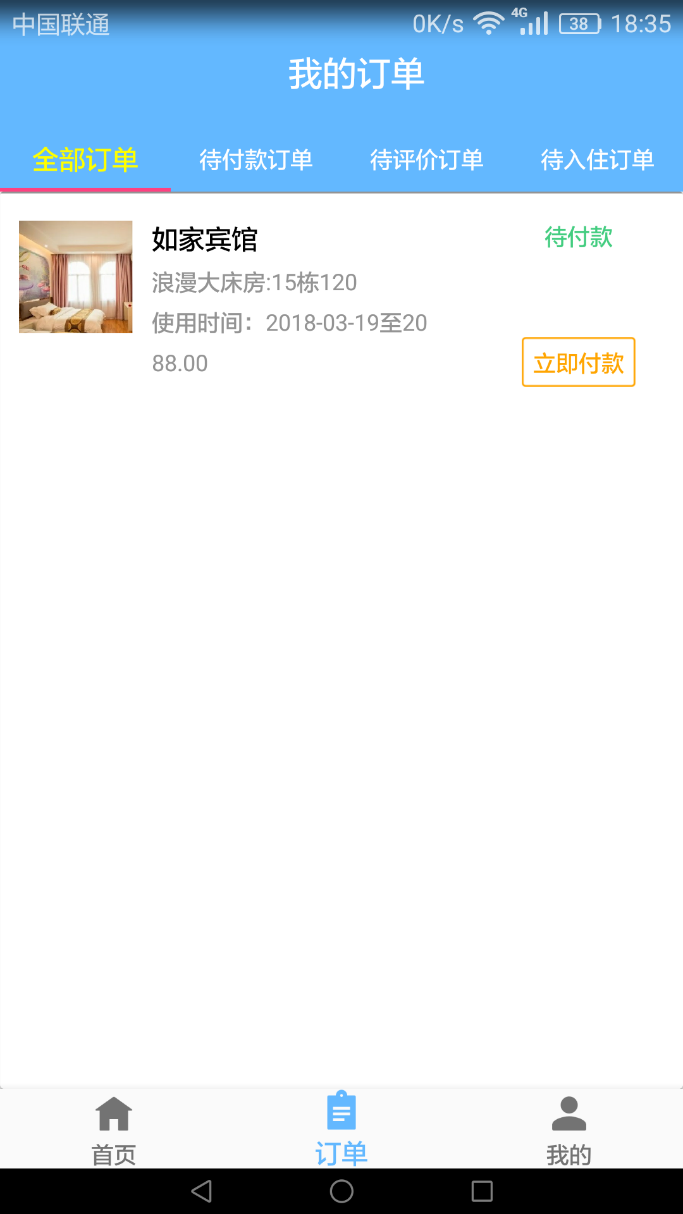 中国联通 0K/s 4G 38 18:35
我的订单
全部订单 待付款订单 待评价订单 待入住订单
如家宾馆 待付款
浪漫大床房:15栋120
使用时间：2018-03-19至20
88.00 立即付款
首页 订单 我的